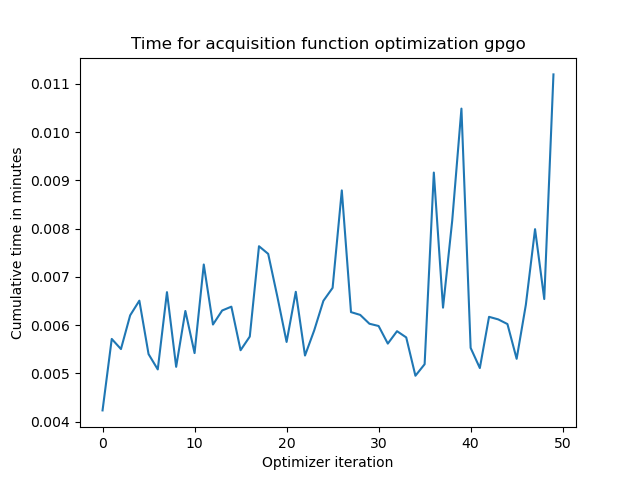 Time for acquisition function optimization gpgo
Cumulative time in minutes
0.011
0.010
0.009
0.008
0.007
0.006
0.005
0.004
0 10 20 30 40 50
Optimizer iteration